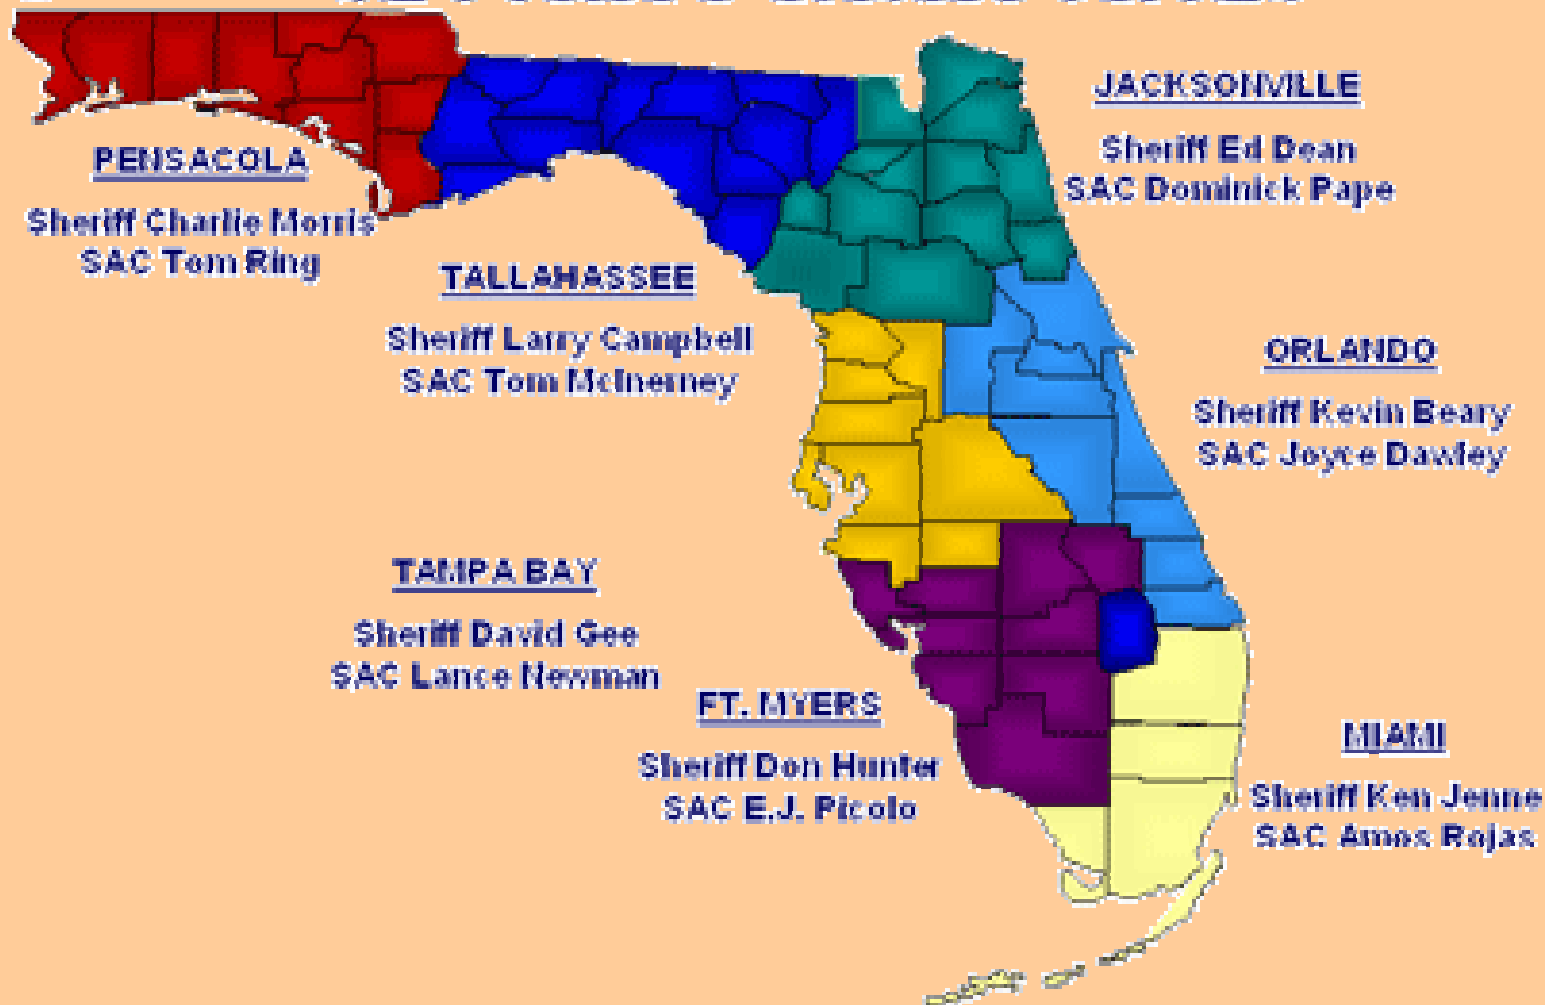 PENSACOLA
Sheriff Charlie Morris
SAC Tom Ring
TALLAHASSEE
Sheriff Larry Campbell
SAC Tom McInerney
JACKSONVILLE
Sheriff Ed Dean
SAC Dominick Pape
ORLANDO
Sheriff Kevin Beary
SAC Joyce Dawley
TAMPA BAY
Sheriff David Gee
SAC Lance Newman
FT. MYERS
Sheriff Don Hunter
SAC E.J. Picolo
MIAMI
Sheriff Ken Jenne
SAC Amos Rojas